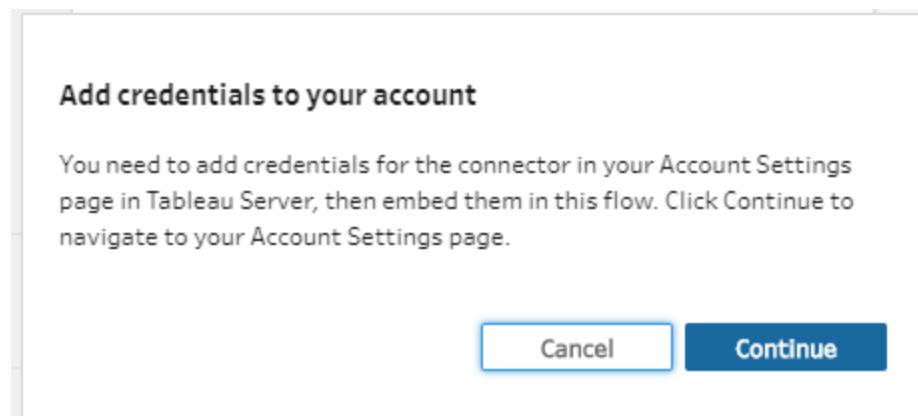 Add credentials to your account
You need to add credentials for the connector in your Account Settings
page in Tableau Server, then embed them in this flow. Click Continue to
navigate to your Account Settings page.
Cancel
Continue